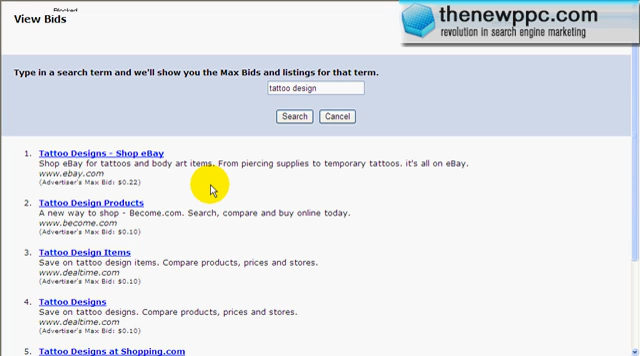 Blocked
View Bids
thenewppc.com
revolution in search engine marketing
Type in a search term and we'll show you the Max Bids and listings for that term.
tattoo design
Search Cancel
1. Tattoo Designs - Shop eBay
Shop eBay for tattoos and body art items. From piercing supplies to temporary tattoos. it's all on eBay.
www.ebay.com
(Advertiser's Max Bid: $0.22)
2. Tattoo Design Products
A new way to shop - Become.com. Search, compare and buy online today.
www.become.com
(Advertiser's Max Bid: $0.10)
3. Tattoo Design Items
Save on tattoo design items. Compare products, prices and stores.
www.dealtime.com
(Advertiser's Max Bid: $0.10)
4. Tattoo Designs
Save on tattoo designs. Compare products, prices and stores.
www.dealtime.com
(Advertiser's Max Bid: $0.10)
5. Tattoo Designs at Shopping.com